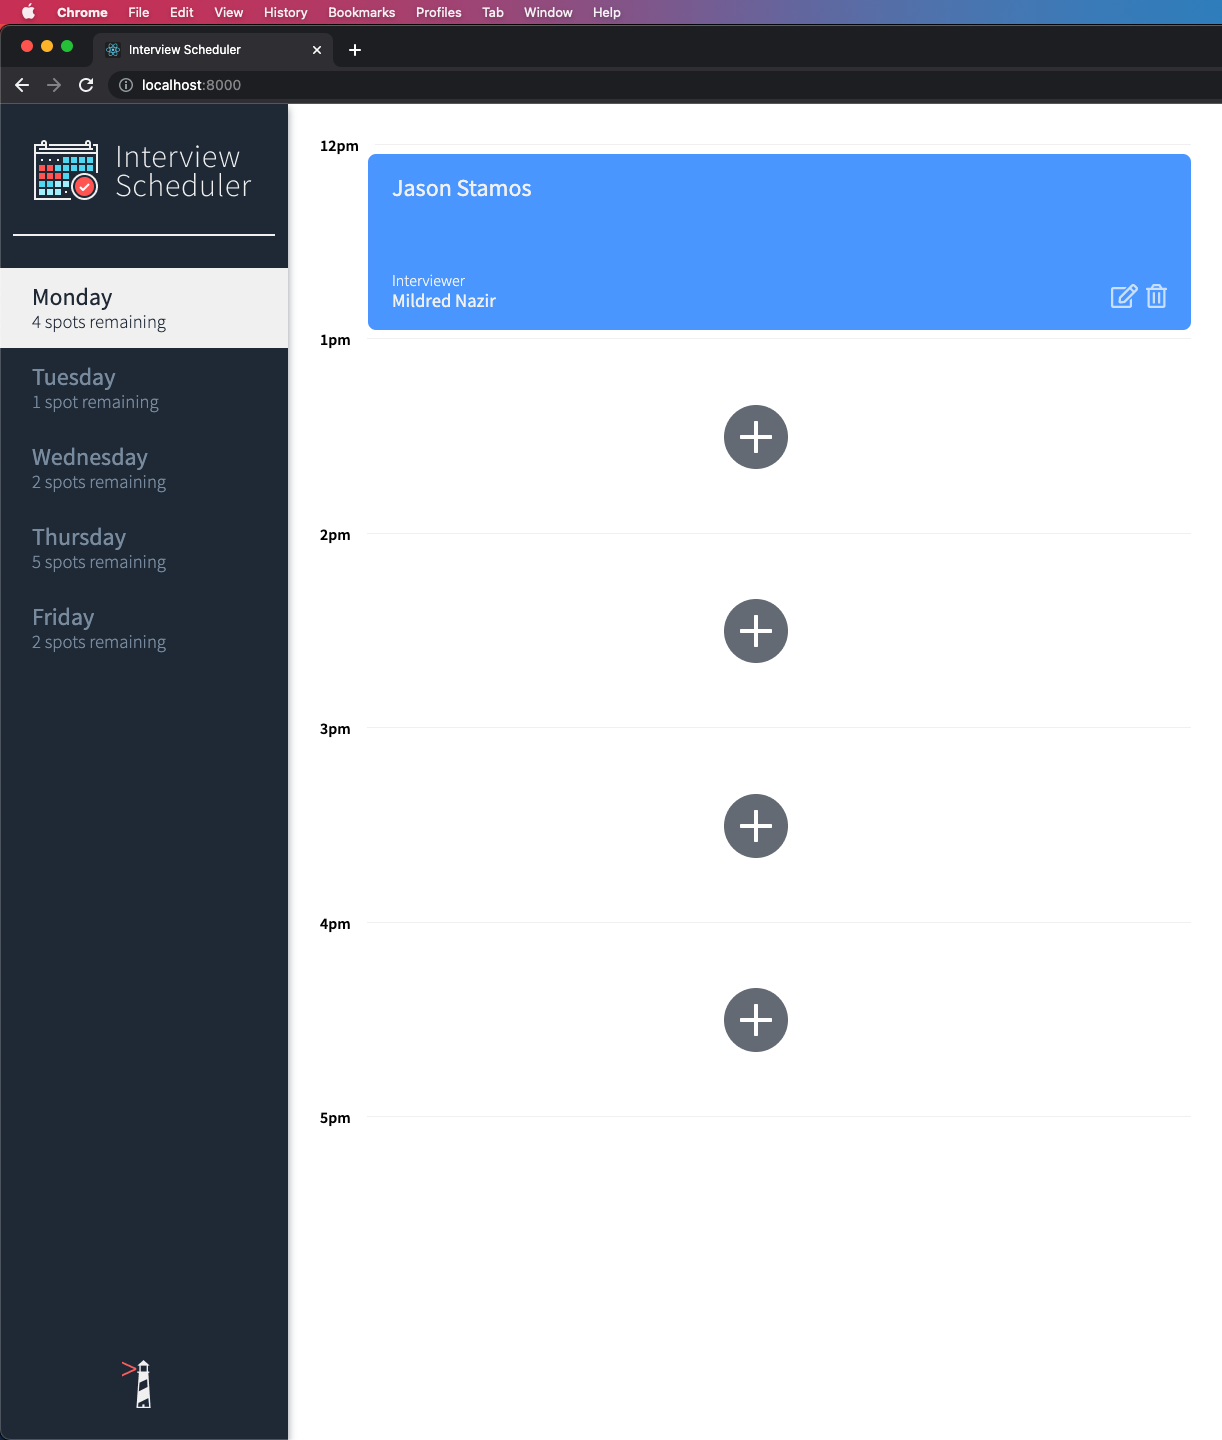 Chrome File Edit View History Bookmarks Profiles Tab Window Help
Interview Scheduler
localhost:8000
Interview
Scheduler
Monday
4 spots remaining
Tuesday
1 spot remaining
Wednesday
2 spots remaining
Thursday
5 spots remaining
Friday
2 spots remaining
12pm
Jason Stamos
Interviewer
Mildred Nazir
1pm
2pm
3pm
4pm
5pm